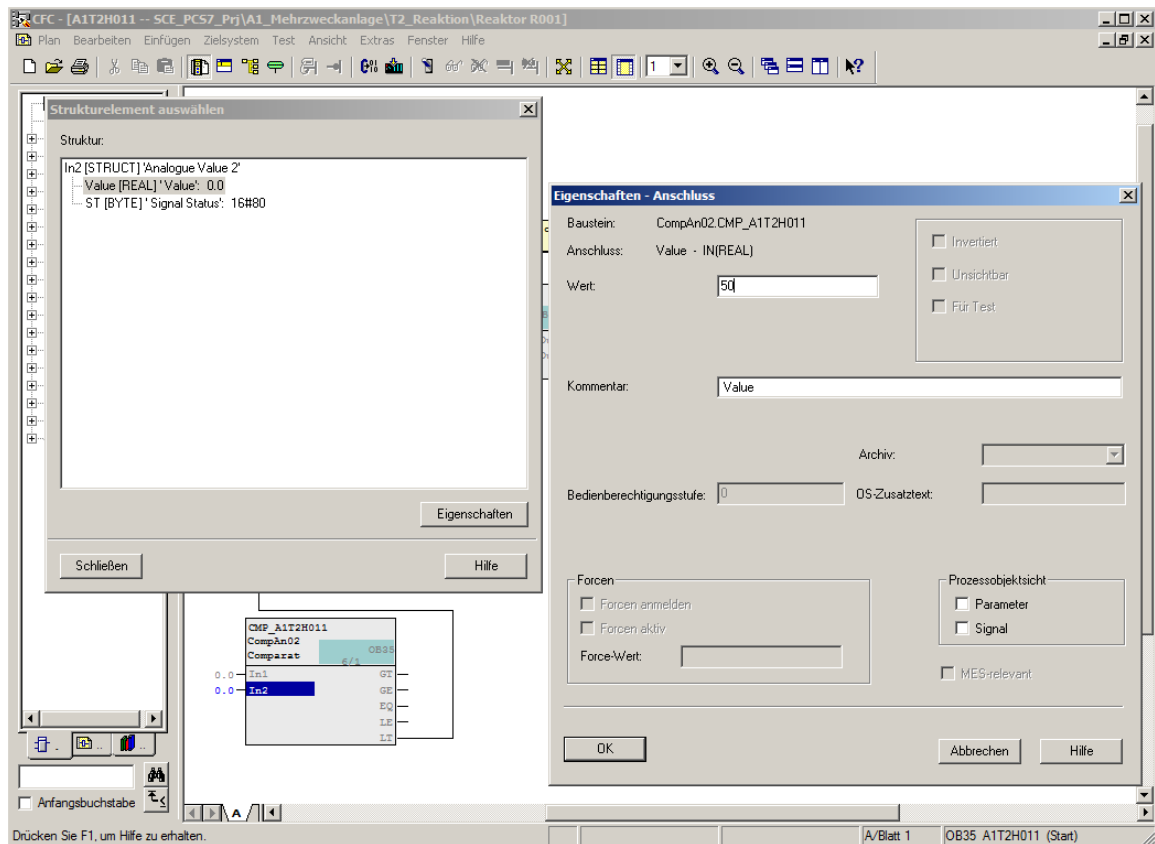 CFC - [A1T2H011 -- SCE_PCS7_Prj\A1_Mehrzweckanlage\T2_Reaktion\Reaktor R001]
Plan Bearbeiten Einfügen Zielsystem Test Ansicht Extras Fenster Hilfe
1
Strukturelement auswählen
Struktur:
In2 [STRUCT] 'Analogue Value 2'
Value [REAL] ' Value': 0.0
ST [BYTE] ' Signal Status': 16#80
Eigenschaften
Schließen
Hilfe
Eigenschaften - Anschluss
Baustein: CompAn02.CMP_A1T2H011
Anschluss: Value - IN(REAL)
Wert: 50
Invertiert
Unsichtbar
Für Test
Kommentar: Value
Archiv:
Bedienberechtigungsstufe: 0
OS-Zusatztext:
Forcen
Forcen anmelden
Forcen aktiv
Force-Wert:
Prozessobjektsicht
Parameter
Signal
MES-relevant
OK
Abbrechen
Hilfe
CMP_A1T2H011
CompAn02
Comparat
OB35
6/1
0.0 In1 GT
0.0 In2 GE
EQ
LE
LT
Anfangsbuchstabe
A
Drücken Sie F1, um Hilfe zu erhalten.
A/Blatt 1
OB35 A1T2H011 (Start)